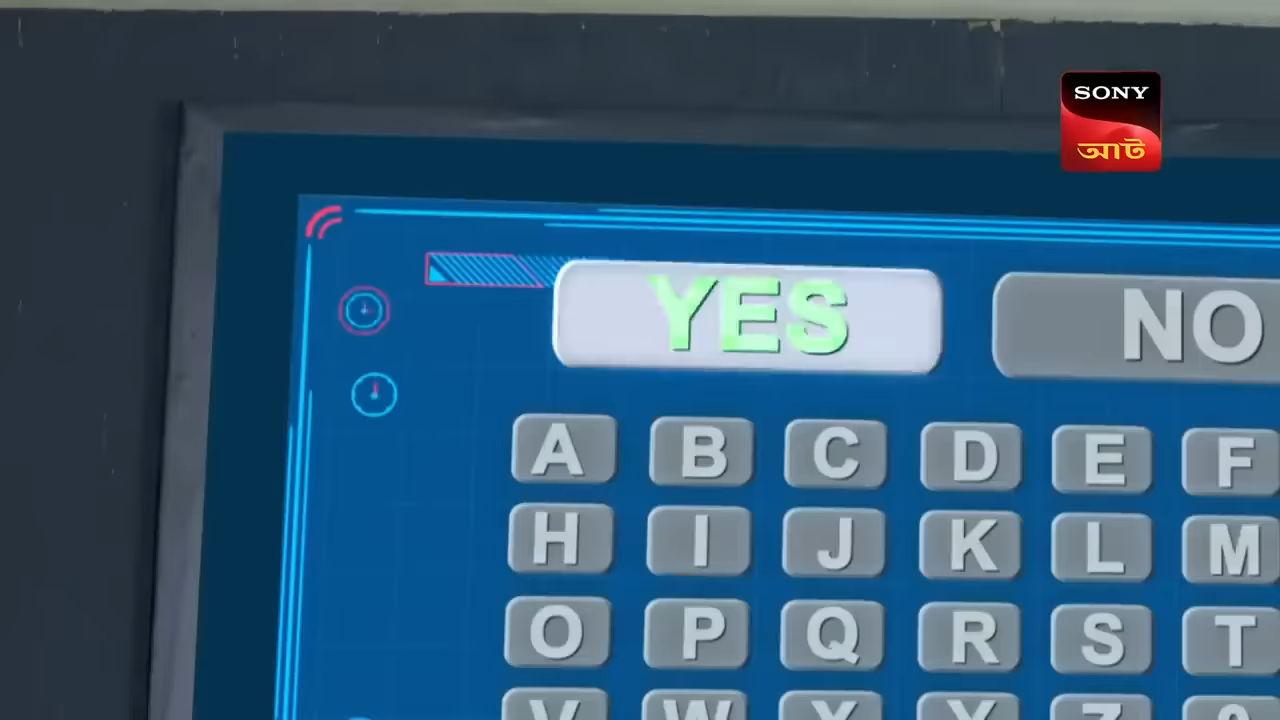 SONY
আট
YES NO
A B C D E F
H I J K L M
O P Q R S T
V W X Y Z